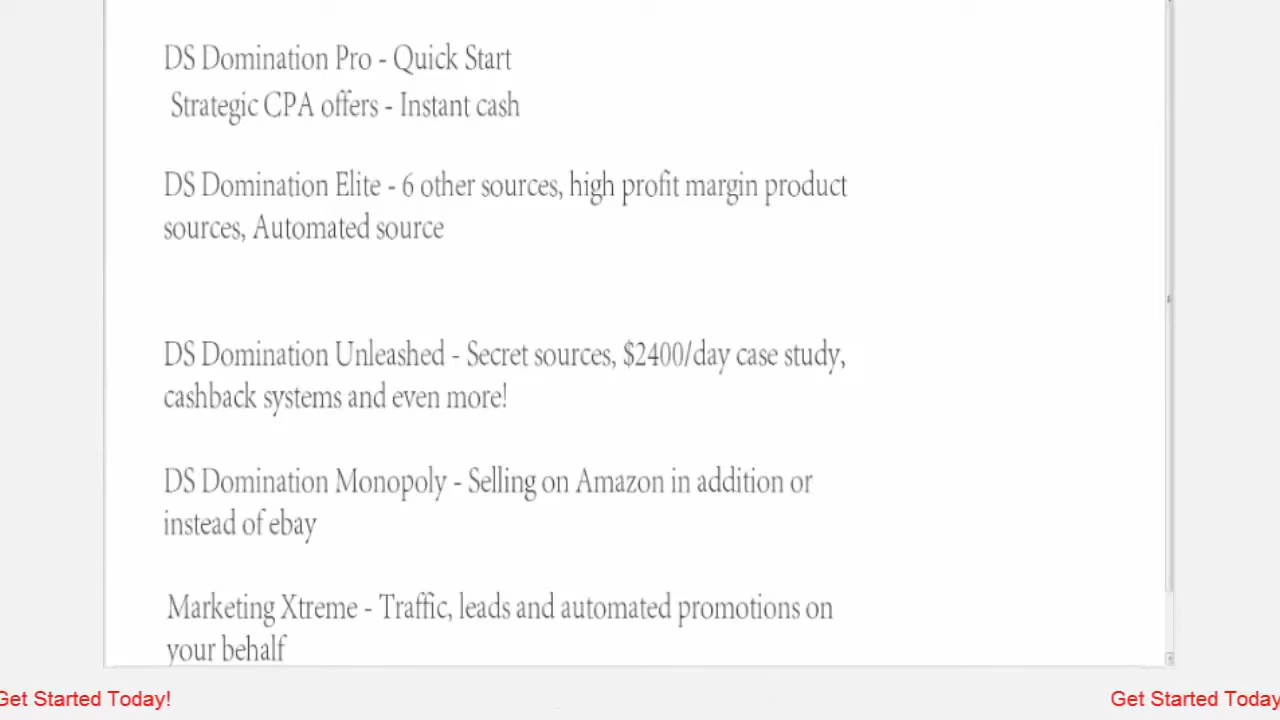 DS Domination Pro - Quick Start
Strategic CPA offers - Instant cash
DS Domination Elite - 6 other sources, high profit margin product
sources, Automated source
DS Domination Unleashed - Secret sources, $2400/day case study,
cashback systems and even more!
DS Domination Monopoly - Selling on Amazon in addition or
instead of ebay
Marketing Xtreme - Traffic, leads and automated promotions on
your behalf
Get Started Today!
Get Started Today